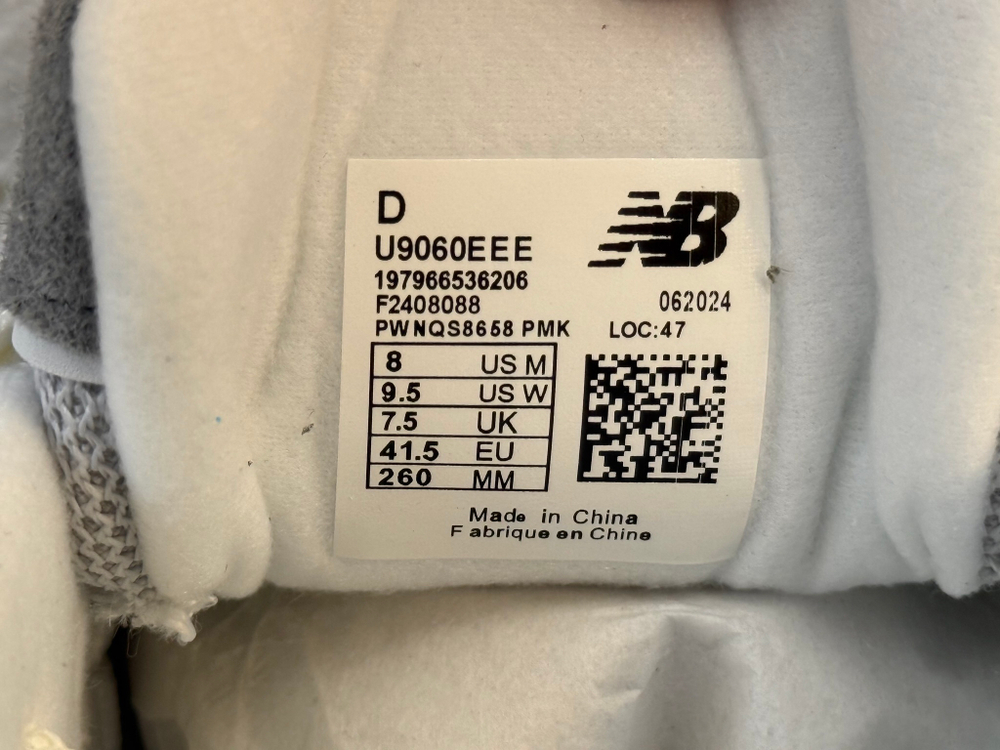 D
NB
U9060EEE
197966536206
F2408088
062024
PWNQS8658 PMK
LOC:47
8 US M
9.5 US W
7.5 UK
41.5 EU
260 MM
Made in China
Fabrique en Chine